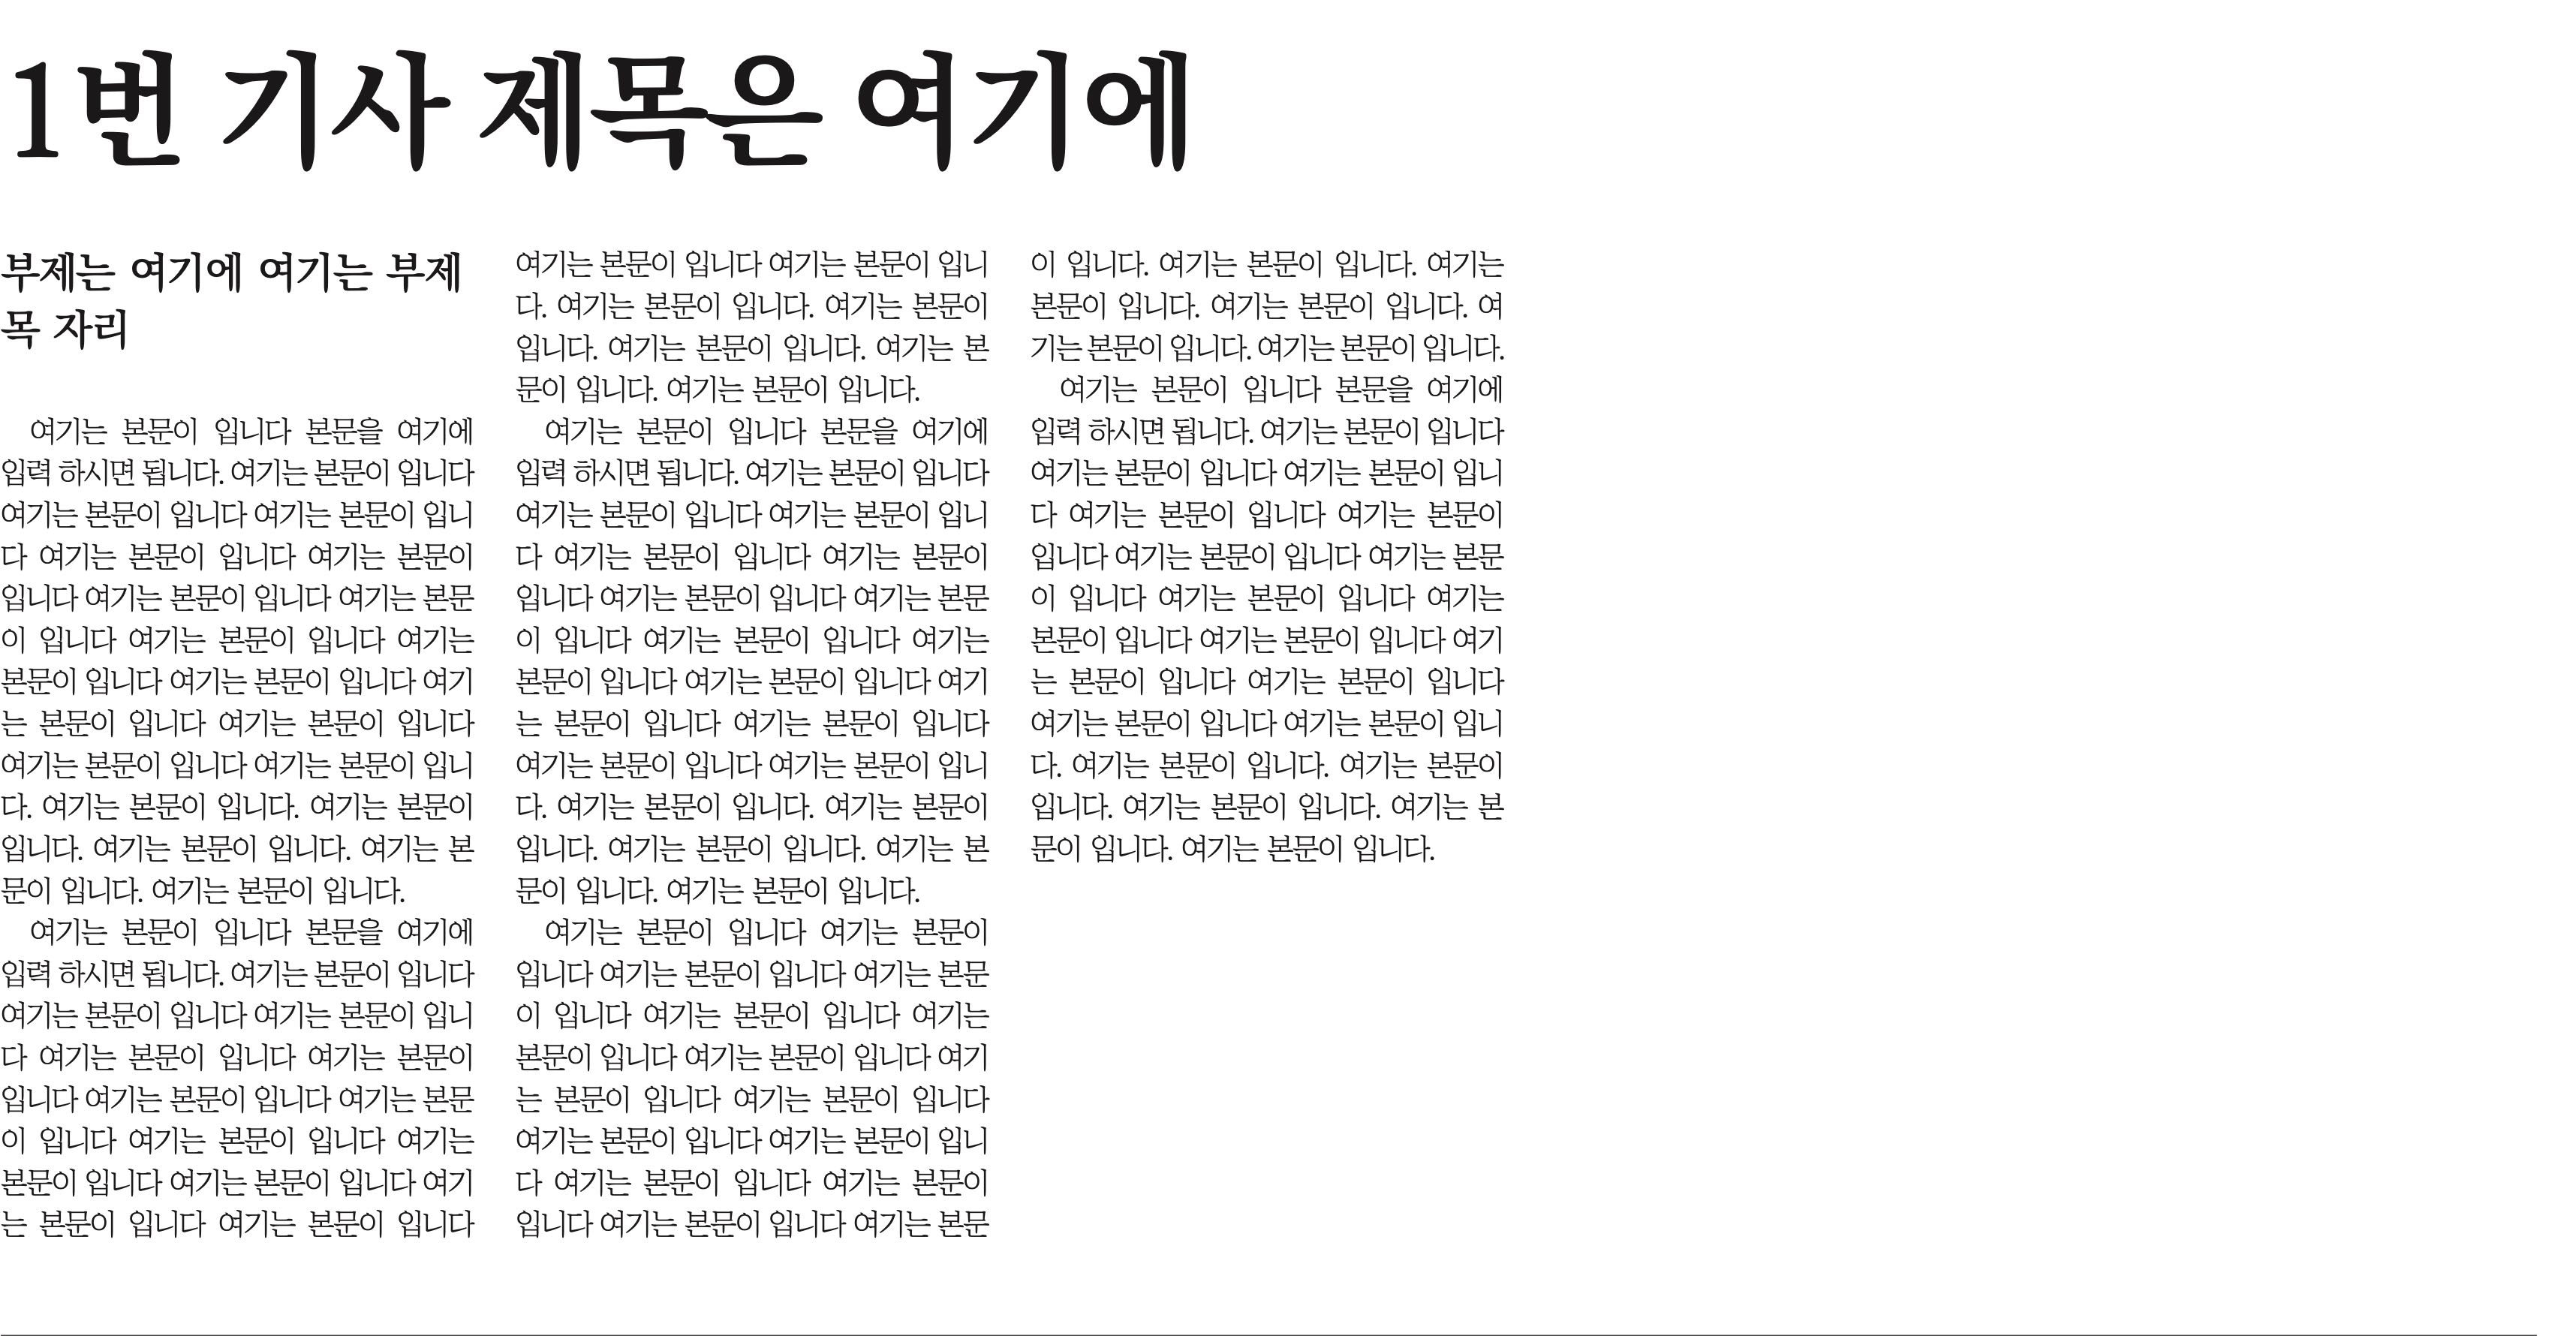 1번 기사 제목은 여기에
부제는 여기에 여기는 부제
목 자리
여기는 본문이 입니다 본문을 여기에
입력 하시면 됩니다. 여기는 본문이 입니다
여기는 본문이 입니다 여기는 본문이 입니
다 여기는 본문이 입니다 여기는 본문이
입니다 여기는 본문이 입니다 여기는 본문
이 입니다 여기는 본문이 입니다 여기는
본문이 입니다 여기는 본문이 입니다 여기
는 본문이 입니다 여기는 본문이 입니다
여기는 본문이 입니다 여기는 본문이 입니
다. 여기는 본문이 입니다. 여기는 본문이
입니다. 여기는 본문이 입니다. 여기는 본
문이 입니다. 여기는 본문이 입니다.
여기는 본문이 입니다 본문을 여기에
입력 하시면 됩니다. 여기는 본문이 입니다
여기는 본문이 입니다 여기는 본문이 입니
다 여기는 본문이 입니다 여기는 본문이
입니다 여기는 본문이 입니다 여기는 본문
이 입니다 여기는 본문이 입니다 여기는
본문이 입니다 여기는 본문이 입니다 여기
는 본문이 입니다 여기는 본문이 입니다
여기는 본문이 입니다 여기는 본문이 입니
다. 여기는 본문이 입니다. 여기는 본문이
입니다. 여기는 본문이 입니다. 여기는 본
문이 입니다. 여기는 본문이 입니다.
여기는 본문이 입니다 본문을 여기에
입력 하시면 됩니다. 여기는 본문이 입니다
여기는 본문이 입니다 여기는 본문이 입니
다 여기는 본문이 입니다 여기는 본문이
입니다 여기는 본문이 입니다 여기는 본문
이 입니다 여기는 본문이 입니다 여기는
본문이 입니다 여기는 본문이 입니다 여기
는 본문이 입니다 여기는 본문이 입니다
여기는 본문이 입니다 여기는 본문이 입니
다. 여기는 본문이 입니다. 여기는 본문이
입니다. 여기는 본문이 입니다. 여기는 본
문이 입니다. 여기는 본문이 입니다.
여기는 본문이 입니다 여기는 본문이
입니다 여기는 본문이 입니다 여기는 본문
이 입니다 여기는 본문이 입니다 여기는
본문이 입니다 여기는 본문이 입니다 여기
는 본문이 입니다 여기는 본문이 입니다
여기는 본문이 입니다 여기는 본문이 입니
다 여기는 본문이 입니다 여기는 본문이
입니다 여기는 본문이 입니다 여기는 본문
이 입니다. 여기는 본문이 입니다. 여기는
본문이 입니다. 여기는 본문이 입니다. 여
기는 본문이 입니다. 여기는 본문이 입니다.
여기는 본문이 입니다 본문을 여기에
입력 하시면 됩니다. 여기는 본문이 입니다
여기는 본문이 입니다 여기는 본문이 입니
다 여기는 본문이 입니다 여기는 본문이
입니다 여기는 본문이 입니다 여기는 본문
이 입니다 여기는 본문이 입니다 여기는
본문이 입니다 여기는 본문이 입니다 여기
는 본문이 입니다 여기는 본문이 입니다
여기는 본문이 입니다 여기는 본문이 입니
다. 여기는 본문이 입니다. 여기는 본문이
입니다. 여기는 본문이 입니다. 여기는 본
문이 입니다. 여기는 본문이 입니다.